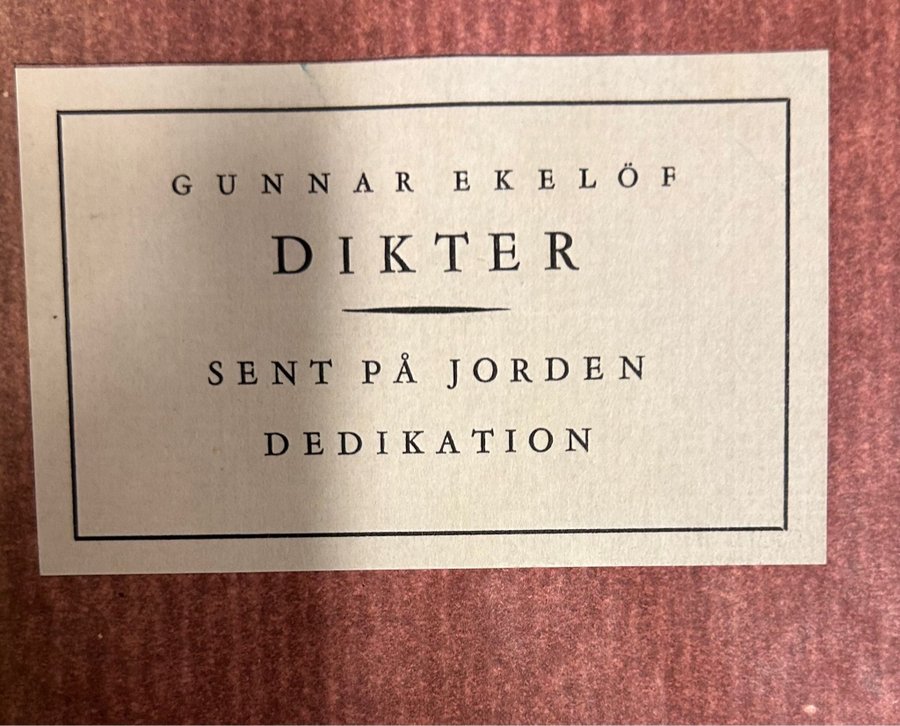 GUNNAR EKELÖF
DIKTER
SENT PÅ JORDEN
DEDIKATION